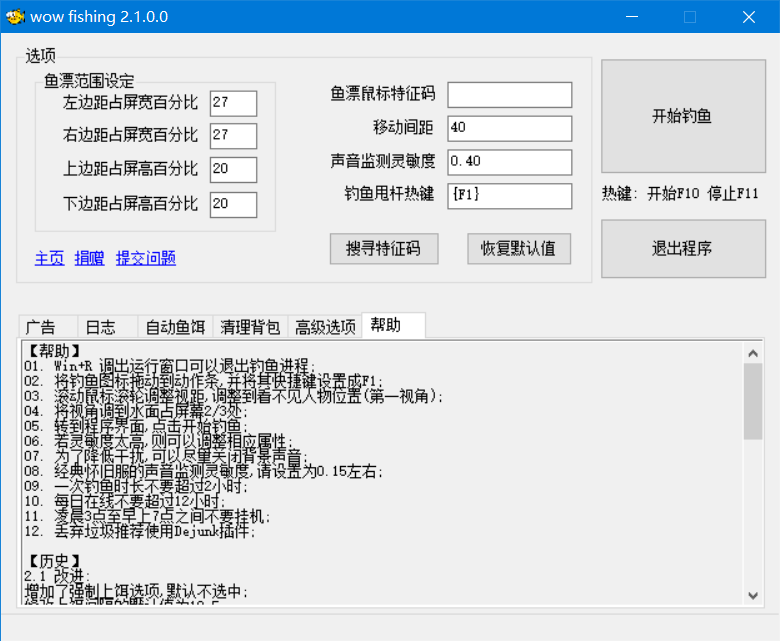 wow fishing 2.1.0.0
选项
鱼漂范围设定
左边距占屏宽百分比 27
右边距占屏宽百分比 27
上边距占屏高百分比 20
下边距占屏高百分比 20
鱼漂鼠标特征码
移动间距 40
声音监测灵敏度 0.40
钓鱼甩杆热键 {F1}
主页 捐赠 提交问题
搜寻特征码 恢复默认值
开始钓鱼
热键: 开始F10 停止F11
退出程序
广告 日志 自动鱼饵 清理背包 高级选项 帮助
【帮助】
01. Win+R 调出运行窗口可以退出钓鱼进程;
02. 将钓鱼图标拖动到动作条,并将其快捷键设置成F1;
03. 滚动鼠标滚轮调整视距,调整到看不见人物位置(第一视角);
04. 将视角调到水面占屏幕2/3处;
05. 转到程序界面,点击开始钓鱼;
06. 若灵敏度太高,则可以调整相应属性;
07. 为了降低干扰,可以尽量关闭背景声音;
08. 经典怀旧服的声音监测灵敏度,请设置为0.15左右;
09. 一次钓鱼时长不要超过2小时;
10. 每日在线不要超过12小时;
11. 凌晨3点至早上7点之间不要挂机;
12. 丢弃垃圾推荐使用Dejunk插件;
【历史】
2.1 改进:
增加了强制上饵选项,默认不选中;